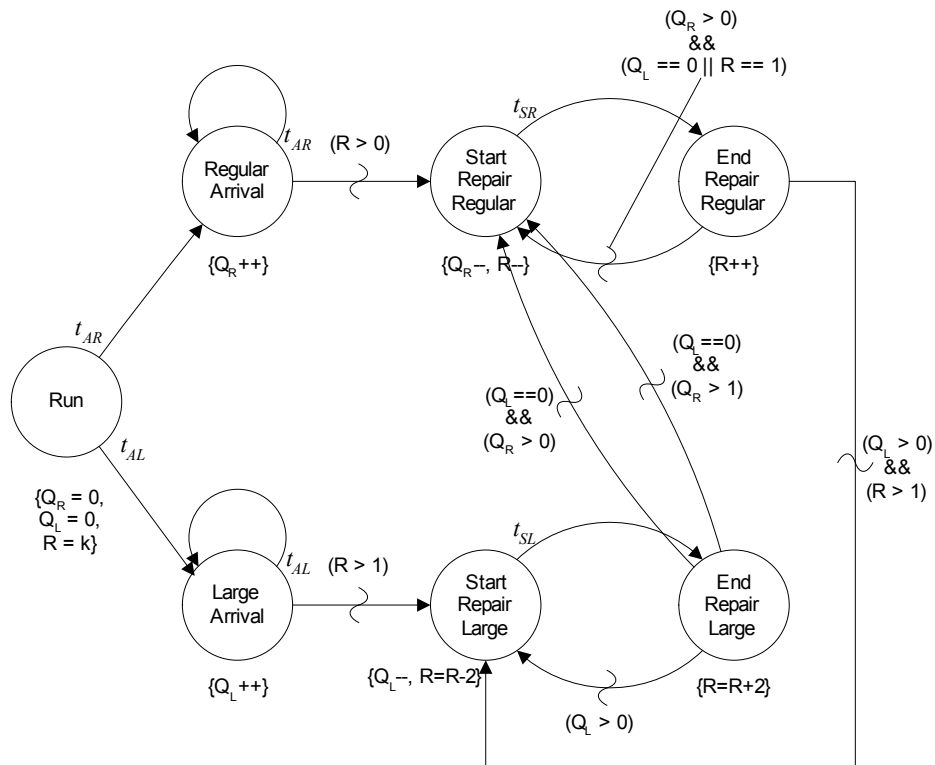 (Q_R > 0)
&&
(Q_L == 0 || R == 1)
t_SR
t_AR
(R > 0)
Regular
Arrival
Start
Repair
Regular
End
Repair
Regular
{Q_R++}
{Q_R--, R--}
{R++}
t_AR
Run
t_AL
{Q_R = 0,
Q_L = 0,
R = k}
(Q_L==0)
&&
(Q_R > 0)
(Q_L==0)
&&
(Q_R > 1)
(Q_L > 0)
&&
(R > 1)
t_AL
(R > 1)
t_SL
Large
Arrival
Start
Repair
Large
End
Repair
Large
{Q_L++}
{Q_L--, R=R-2}
(Q_L > 0)
{R=R+2}